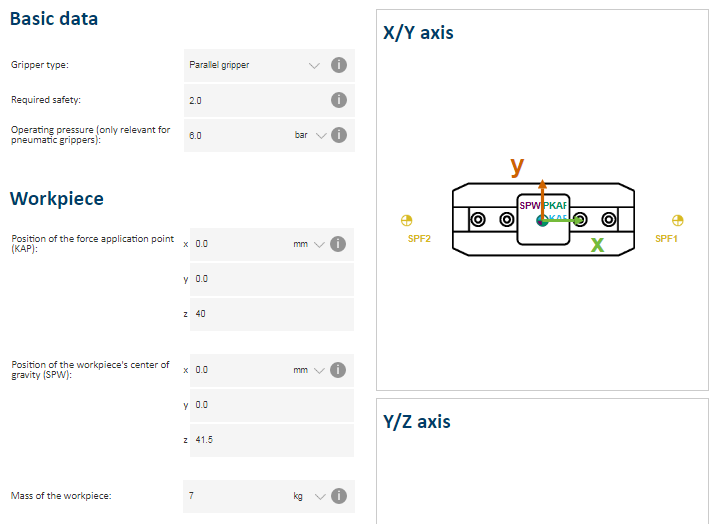 Basic data
Gripper type:
Parallel gripper
Required safety:
2.0
Operating pressure (only relevant for
pneumatic grippers):
6.0
bar
Workpiece
Position of the force application point
(KAP):
x 0.0
mm
y 0.0
z 40
Position of the workpiece's center of
gravity (SPW):
x 0.0
mm
y 0.0
z 41.5
Mass of the workpiece:
7
kg
X/Y axis
y
SPW PKAF
KAF
SPF2
x
SPF1
Y/Z axis